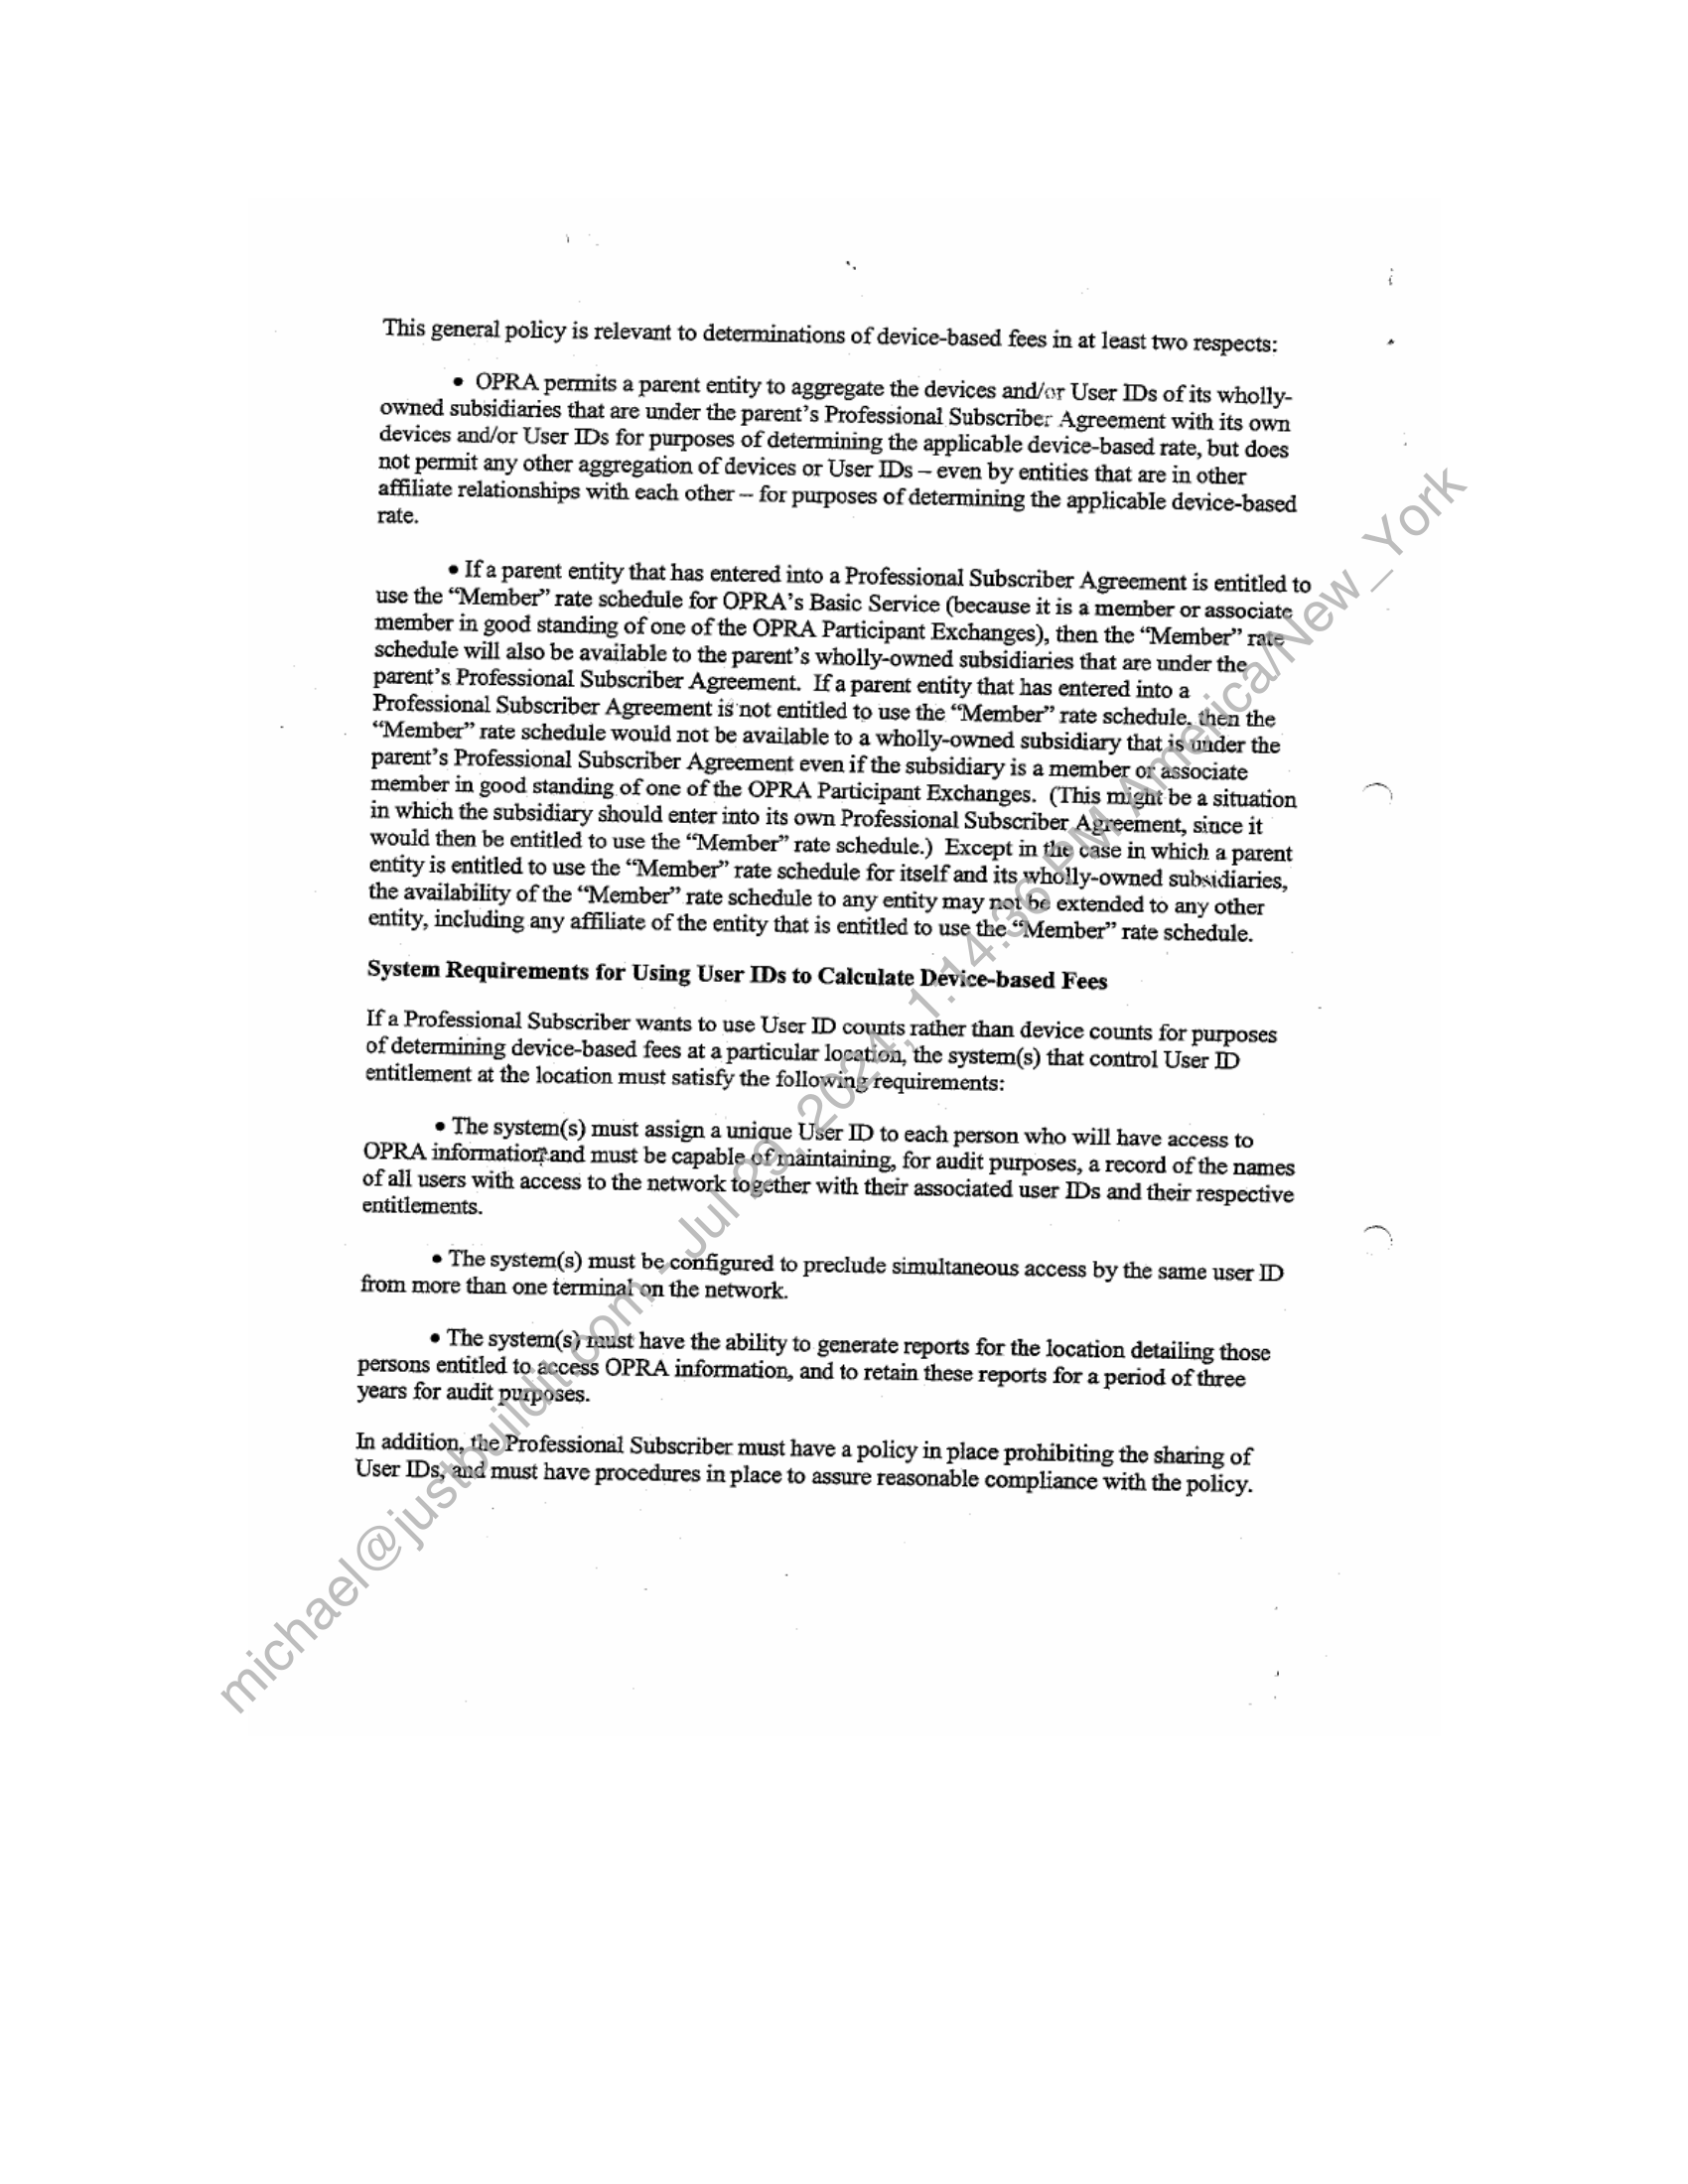 This general policy is relevant to determinations of device-based fees in at least two respects:
• OPRA permits a parent entity to aggregate the devices and/or User IDs of its wholly-
owned subsidiaries that are under the parent's Professional Subscriber Agreement with its own
devices and/or User IDs for purposes of determining the applicable device-based rate, but does
not permit any other aggregation of devices or User IDs – even by entities that are in other
affiliate relationships with each other – for purposes of determining the applicable device-based
rate.
• If a parent entity that has entered into a Professional Subscriber Agreement is entitled to
use the “Member” rate schedule for OPRA's Basic Service (because it is a member or associate
member in good standing of one of the OPRA Participant Exchanges), then the “Member” rate
schedule will also be available to the parent's wholly-owned subsidiaries that are under the
parent's Professional Subscriber Agreement. If a parent entity that has entered into a
Professional Subscriber Agreement is not entitled to use the “Member” rate schedule, then the
“Member” rate schedule would not be available to a wholly-owned subsidiary that is under the
parent's Professional Subscriber Agreement even if the subsidiary is a member or associate
member in good standing of one of the OPRA Participant Exchanges. (This might be a situation
in which the subsidiary should enter into its own Professional Subscriber Agreement, since it
would then be entitled to use the “Member” rate schedule.) Except in the case in which a parent
entity is entitled to use the “Member” rate schedule for itself and its wholly-owned subsidiaries,
the availability of the “Member” rate schedule to any entity may not be extended to any other
entity, including any affiliate of the entity that is entitled to use the “Member” rate schedule.
System Requirements for Using User IDs to Calculate Device-based Fees
If a Professional Subscriber wants to use User ID counts rather than device counts for purposes
of determining device-based fees at a particular location, the system(s) that control User ID
entitlement at the location must satisfy the following requirements:
• The system(s) must assign a unique User ID to each person who will have access to
OPRA information and must be capable of maintaining, for audit purposes, a record of the names
of all users with access to the network together with their associated user IDs and their respective
entitlements.
• The system(s) must be configured to preclude simultaneous access by the same user ID
from more than one terminal on the network.
• The system(s) must have the ability to generate reports for the location detailing those
persons entitled to access OPRA information, and to retain these reports for a period of three
years for audit purposes.
In addition, the Professional Subscriber must have a policy in place prohibiting the sharing of
User IDs, and must have procedures in place to assure reasonable compliance with the policy.
michael@justbuildit.com - Jul 29, 2024, 1:14:36 PM America/New_York